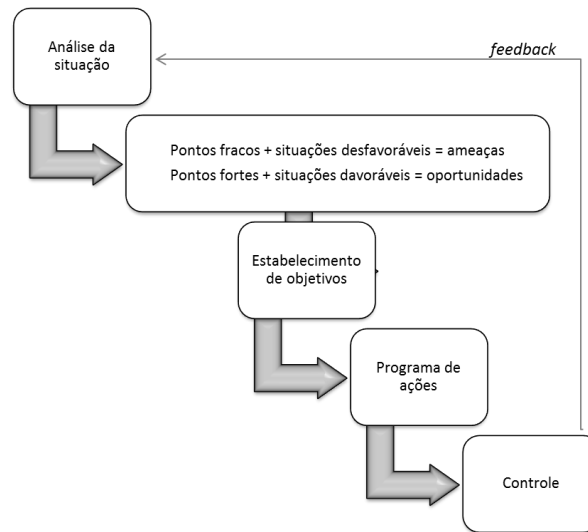 Análise da
situação
feedback
Pontos fracos + situações desfavoráveis = ameaças
Pontos fortes + situações davoráveis = oportunidades
Estabelecimento
de objetivos
Programa de
ações
Controle